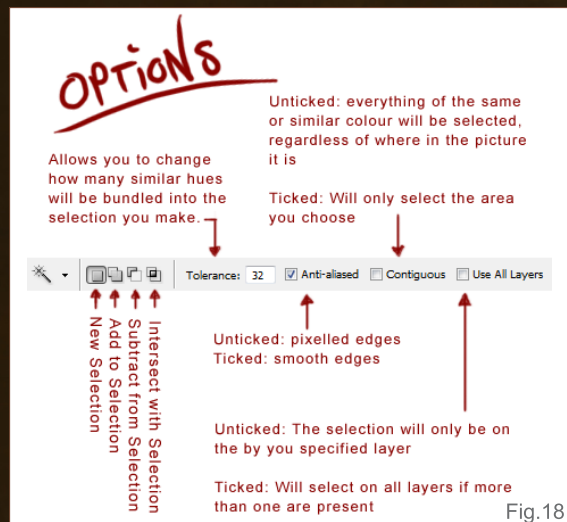 OPTIONS
Unticked: everything of the same
or similar colour will be selected,
regardless of where in the picture
it is
Ticked: Will only select the area
you choose
Allows you to change
how many similar hues
will be bundled into the
selection you make.
Tolerance: 32 Anti-aliased Contiguous Use All Layers
New Selection
Add to Selection
Subtract from Selection
Intersect with Selection
Unticked: pixelled edges
Ticked: smooth edges
Unticked: The selection will only be on
the by you specified layer
Ticked: Will select on all layers if more
than one are present
Fig.18